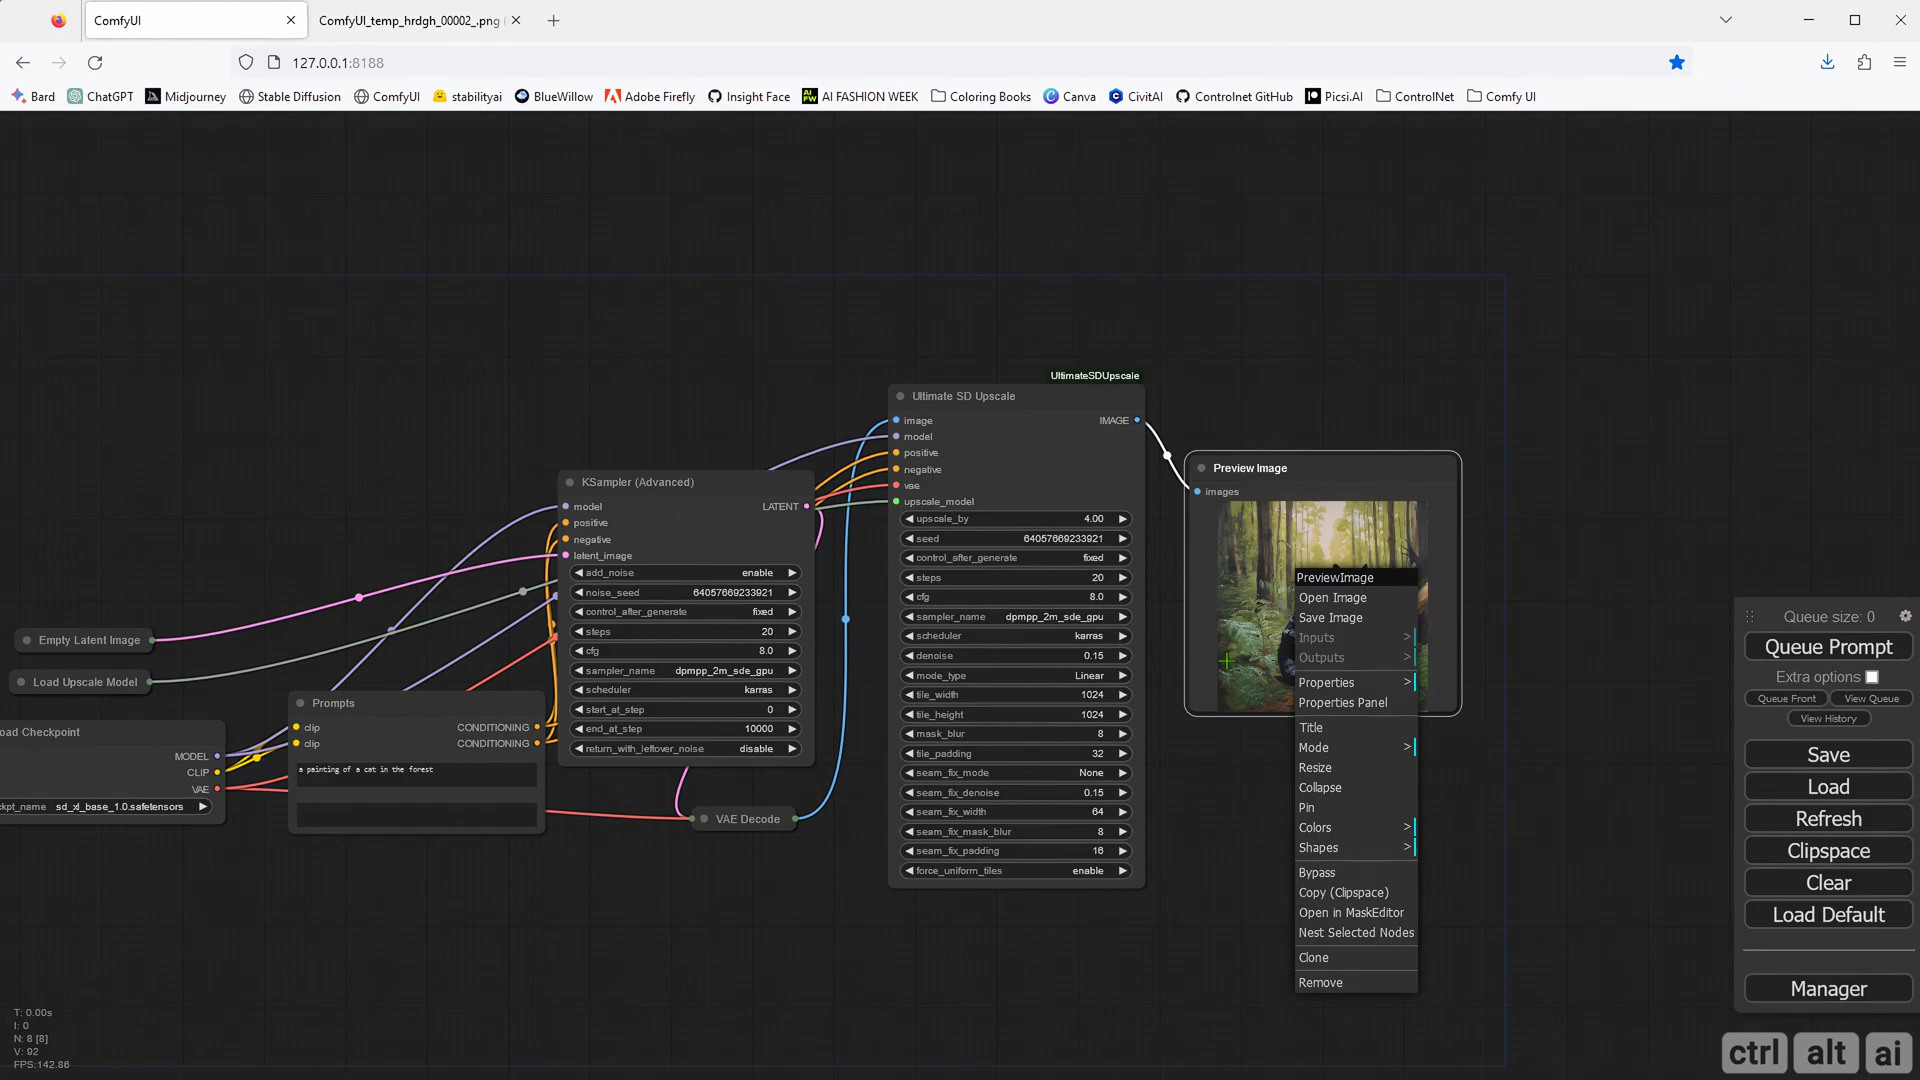 ComfyUI
ComfyUI_temp_hrdgh_00002_.png
127.0.0.1:8188
Bard
ChatGPT
Midjourney
Stable Diffusion
ComfyUI
stabilityai
BlueWillow
Adobe Firefly
Insight Face
AI FASHION WEEK
Coloring Books
Canva
CivitAI
Controlnet GitHub
Picsi.AI
ControlNet
Comfy UI
Empty Latent Image
Load Upscale Model
oad Checkpoint
MODEL
CLIP
VAE
ckpt_name sd_xl_base_1.0.safetensors
Prompts
clip CONDITIONING
clip CONDITIONING
a painting of a cat in the forest
KSampler (Advanced)
model LATENT
positive
negative
latent_image
add_noise enable
noise_seed 64057669233921
control_after_generate fixed
steps 20
cfg 8.0
sampler_name dpmpp_2m_sde_gpu
scheduler karras
start_at_step 0
end_at_step 10000
return_with_leftover_noise disable
VAE Decode
UltimateSDUpscale
Ultimate SD Upscale
image IMAGE
model
positive
negative
vae
upscale_model
upscale_by 4.00
seed 64057669233921
control_after_generate fixed
steps 20
cfg 8.0
sampler_name dpmpp_2m_sde_gpu
scheduler karras
denoise 0.15
mode_type Linear
tile_width 1024
tile_height 1024
mask_blur 8
tile_padding 32
seam_fix_mode None
seam_fix_denoise 0.15
seam_fix_width 64
seam_fix_mask_blur 8
seam_fix_padding 16
force_uniform_tiles enable
Preview Image
images
PreviewImage
Open Image
Save Image
Inputs >
Outputs >
Properties >
Properties Panel
Title
Mode >
Resize
Collapse
Pin
Colors >
Shapes >
Bypass
Copy (Clipspace)
Open in MaskEditor
Nest Selected Nodes
Clone
Remove
Queue size: 0
Queue Prompt
Extra options
Queue Front
View Queue
View History
Save
Load
Refresh
Clipspace
Clear
Load Default
Manager
T: 0.00s
I: 0
N: 8 [8]
V: 92
FPS:142.86
ctrl alt ai